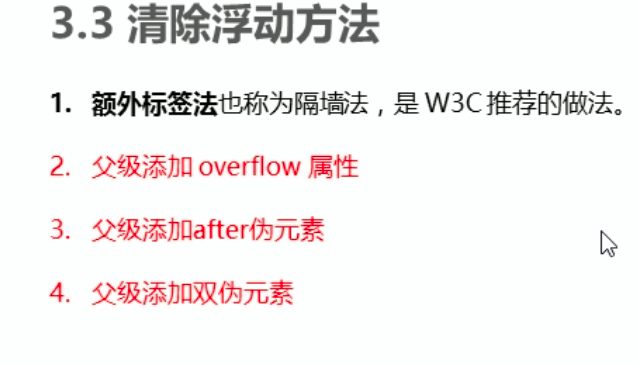 3.3 清除浮动方法
1. 额外标签法也称为隔墙法，是 W3C 推荐的做法。
2. 父级添加 overflow 属性
3. 父级添加after伪元素
4. 父级添加双伪元素